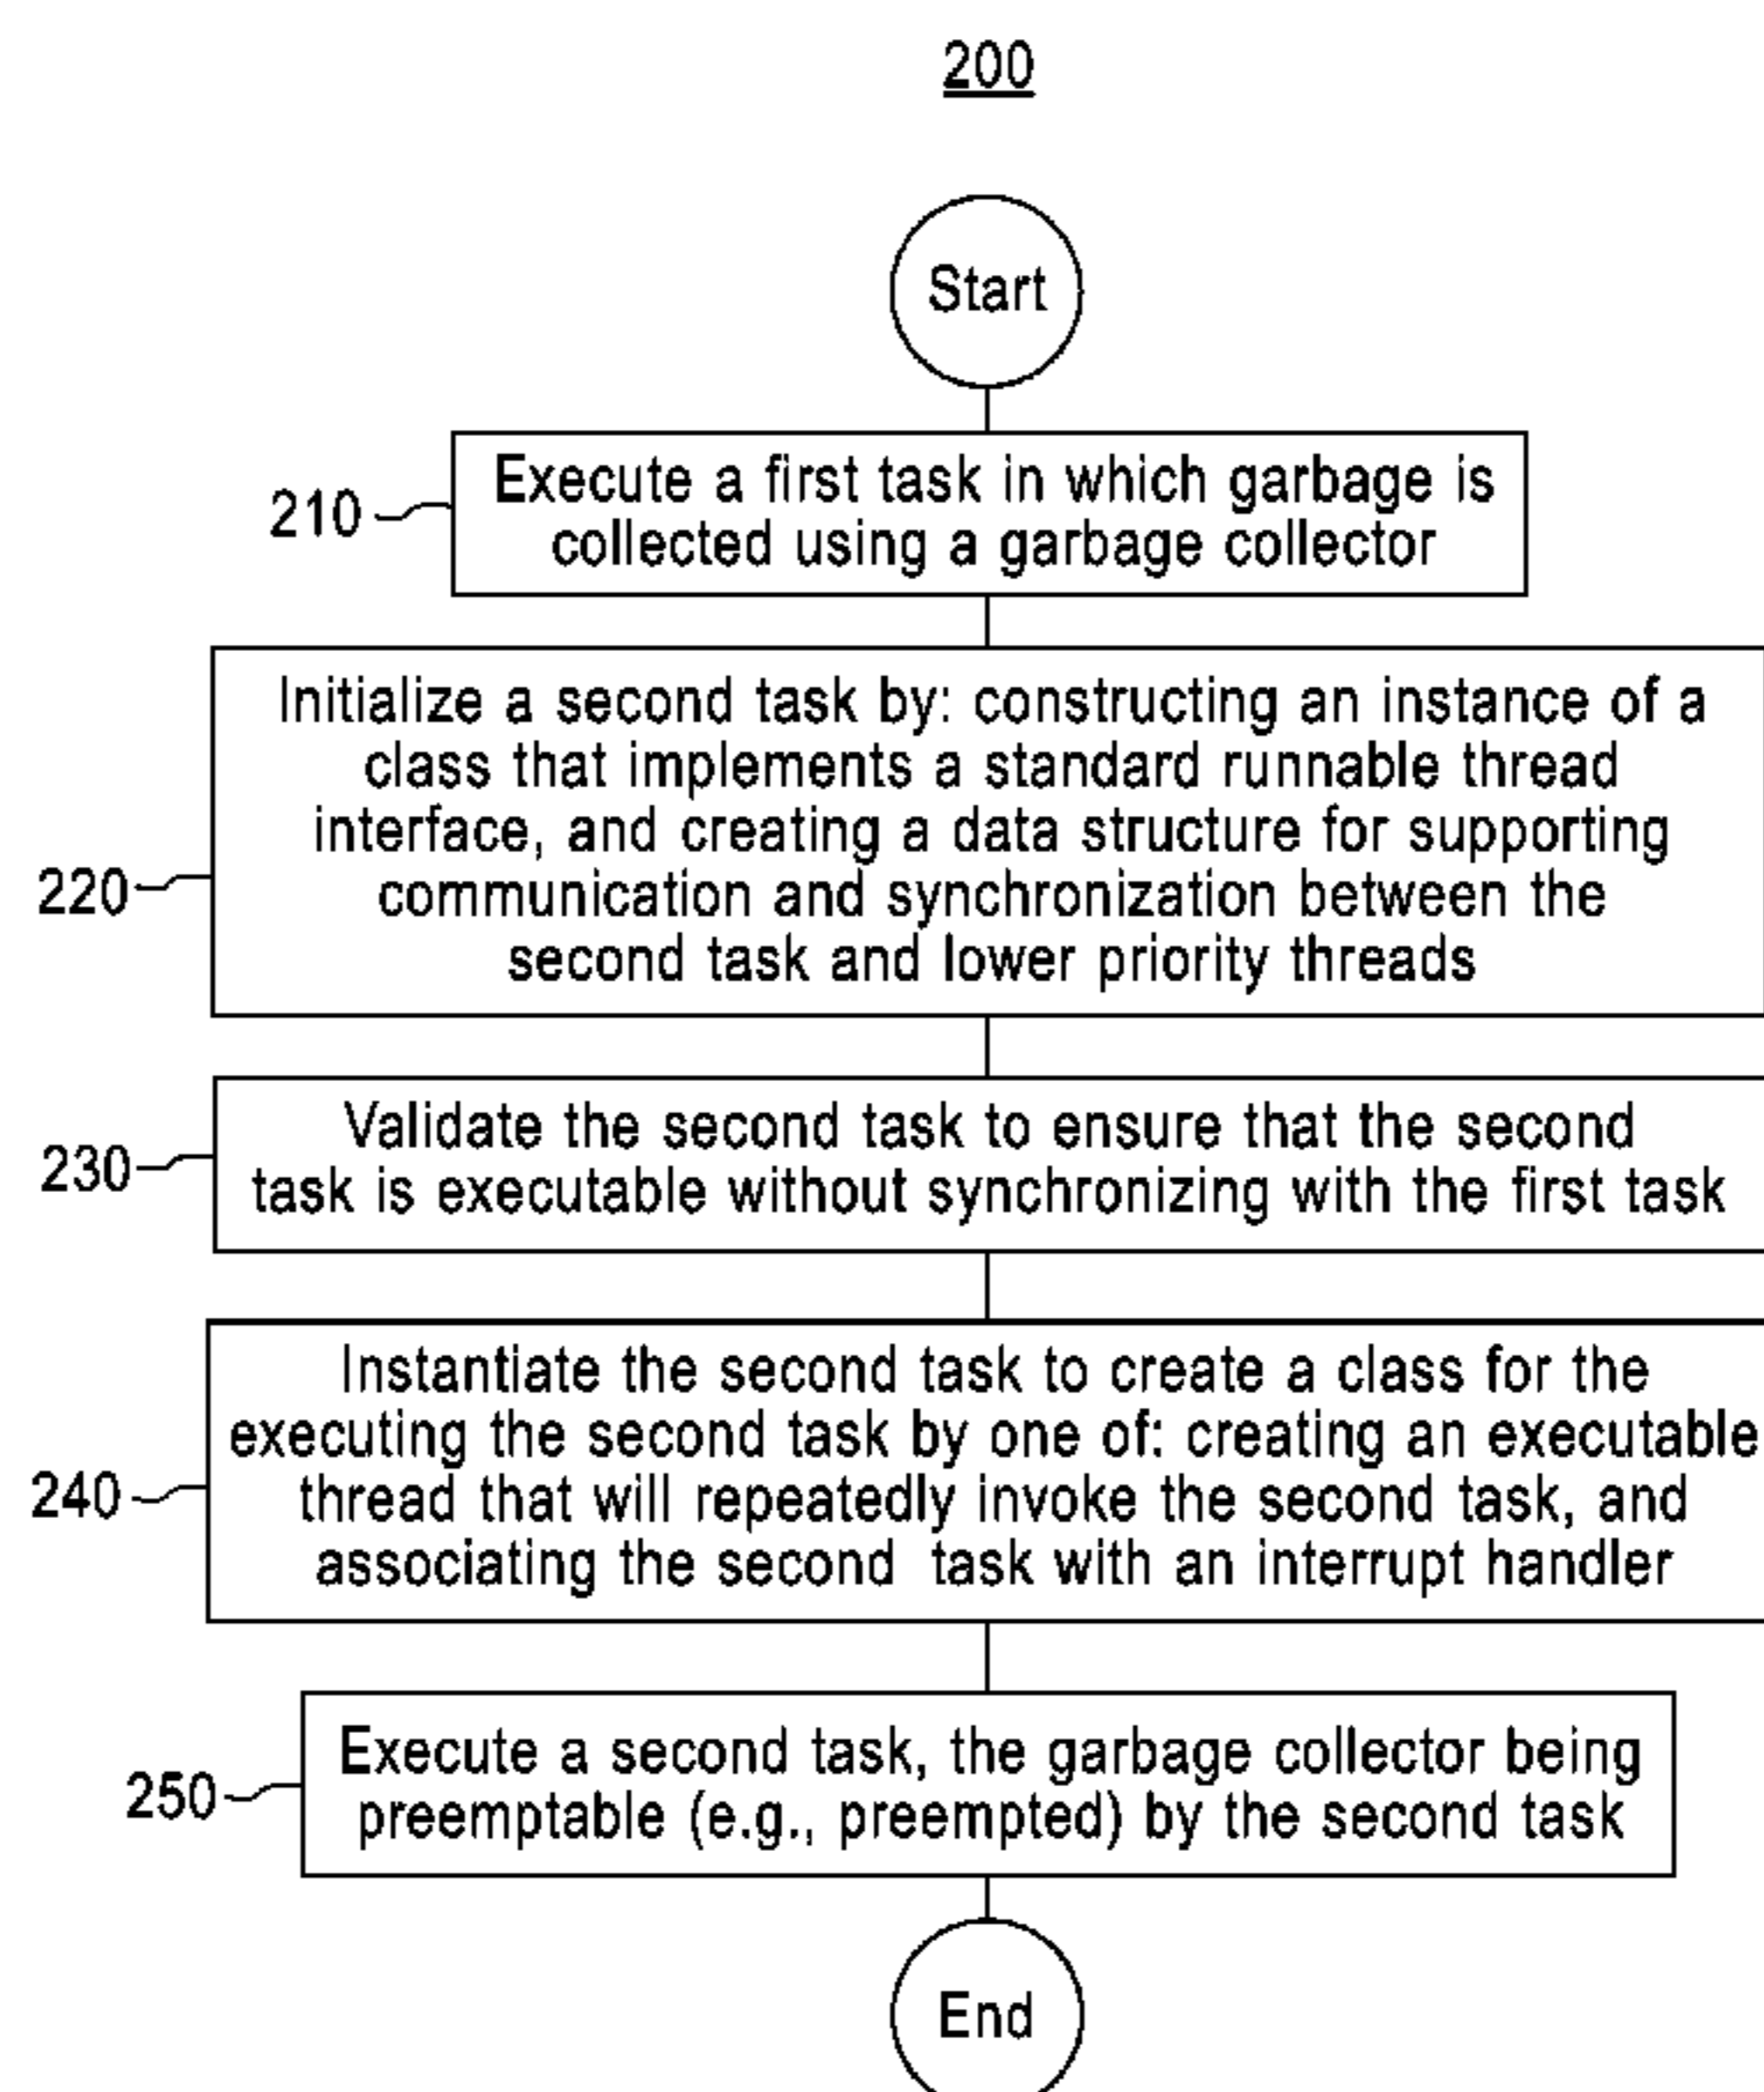 200
Start
210
Execute a first task in which garbage is
collected using a garbage collector
220
Initialize a second task by: constructing an instance of a
class that implements a standard runnable thread
interface, and creating a data structure for supporting
communication and synchronization between the
second task and lower priority threads
230
Validate the second task to ensure that the second
task is executable without synchronizing with the first task
240
Instantiate the second task to create a class for the
executing the second task by one of: creating an executable
thread that will repeatedly invoke the second task, and
associating the second task with an interrupt handler
250
Execute a second task, the garbage collector being
preemptable (e.g., preempted) by the second task
End